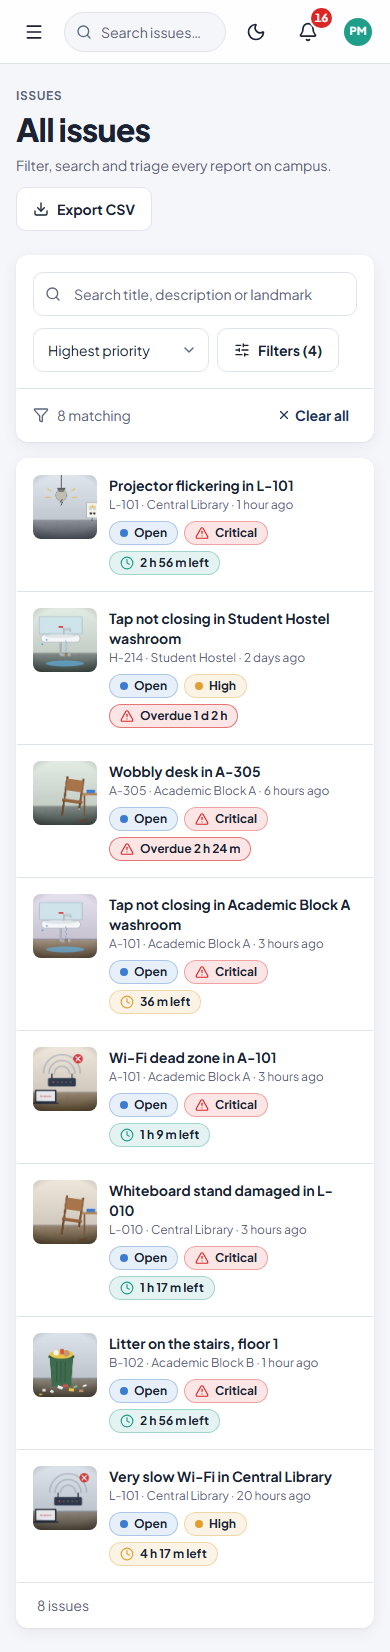 Search issues...
16
PM
ISSUES
All issues
Filter, search and triage every report on campus.
Export CSV
Search title, description or landmark
Highest priority
Filters (4)
8 matching
Clear all
Projector flickering in L-101
L-101 · Central Library · 1 hour ago
Open
Critical
2 h 56 m left
Tap not closing in Student Hostel
washroom
H-214 · Student Hostel · 2 days ago
Open
High
Overdue 1 d 2 h
Wobbly desk in A-305
A-305 · Academic Block A · 6 hours ago
Open
Critical
Overdue 2 h 24 m
Tap not closing in Academic Block A
washroom
A-101 · Academic Block A · 3 hours ago
Open
Critical
36 m left
Wi-Fi dead zone in A-101
A-101 · Academic Block A · 3 hours ago
Open
Critical
1 h 9 m left
Whiteboard stand damaged in L-
010
L-010 · Central Library · 3 hours ago
Open
Critical
1 h 17 m left
Litter on the stairs, floor 1
B-102 · Academic Block B · 1 hour ago
Open
Critical
2 h 56 m left
Very slow Wi-Fi in Central Library
L-101 · Central Library · 20 hours ago
Open
High
4 h 17 m left
8 issues